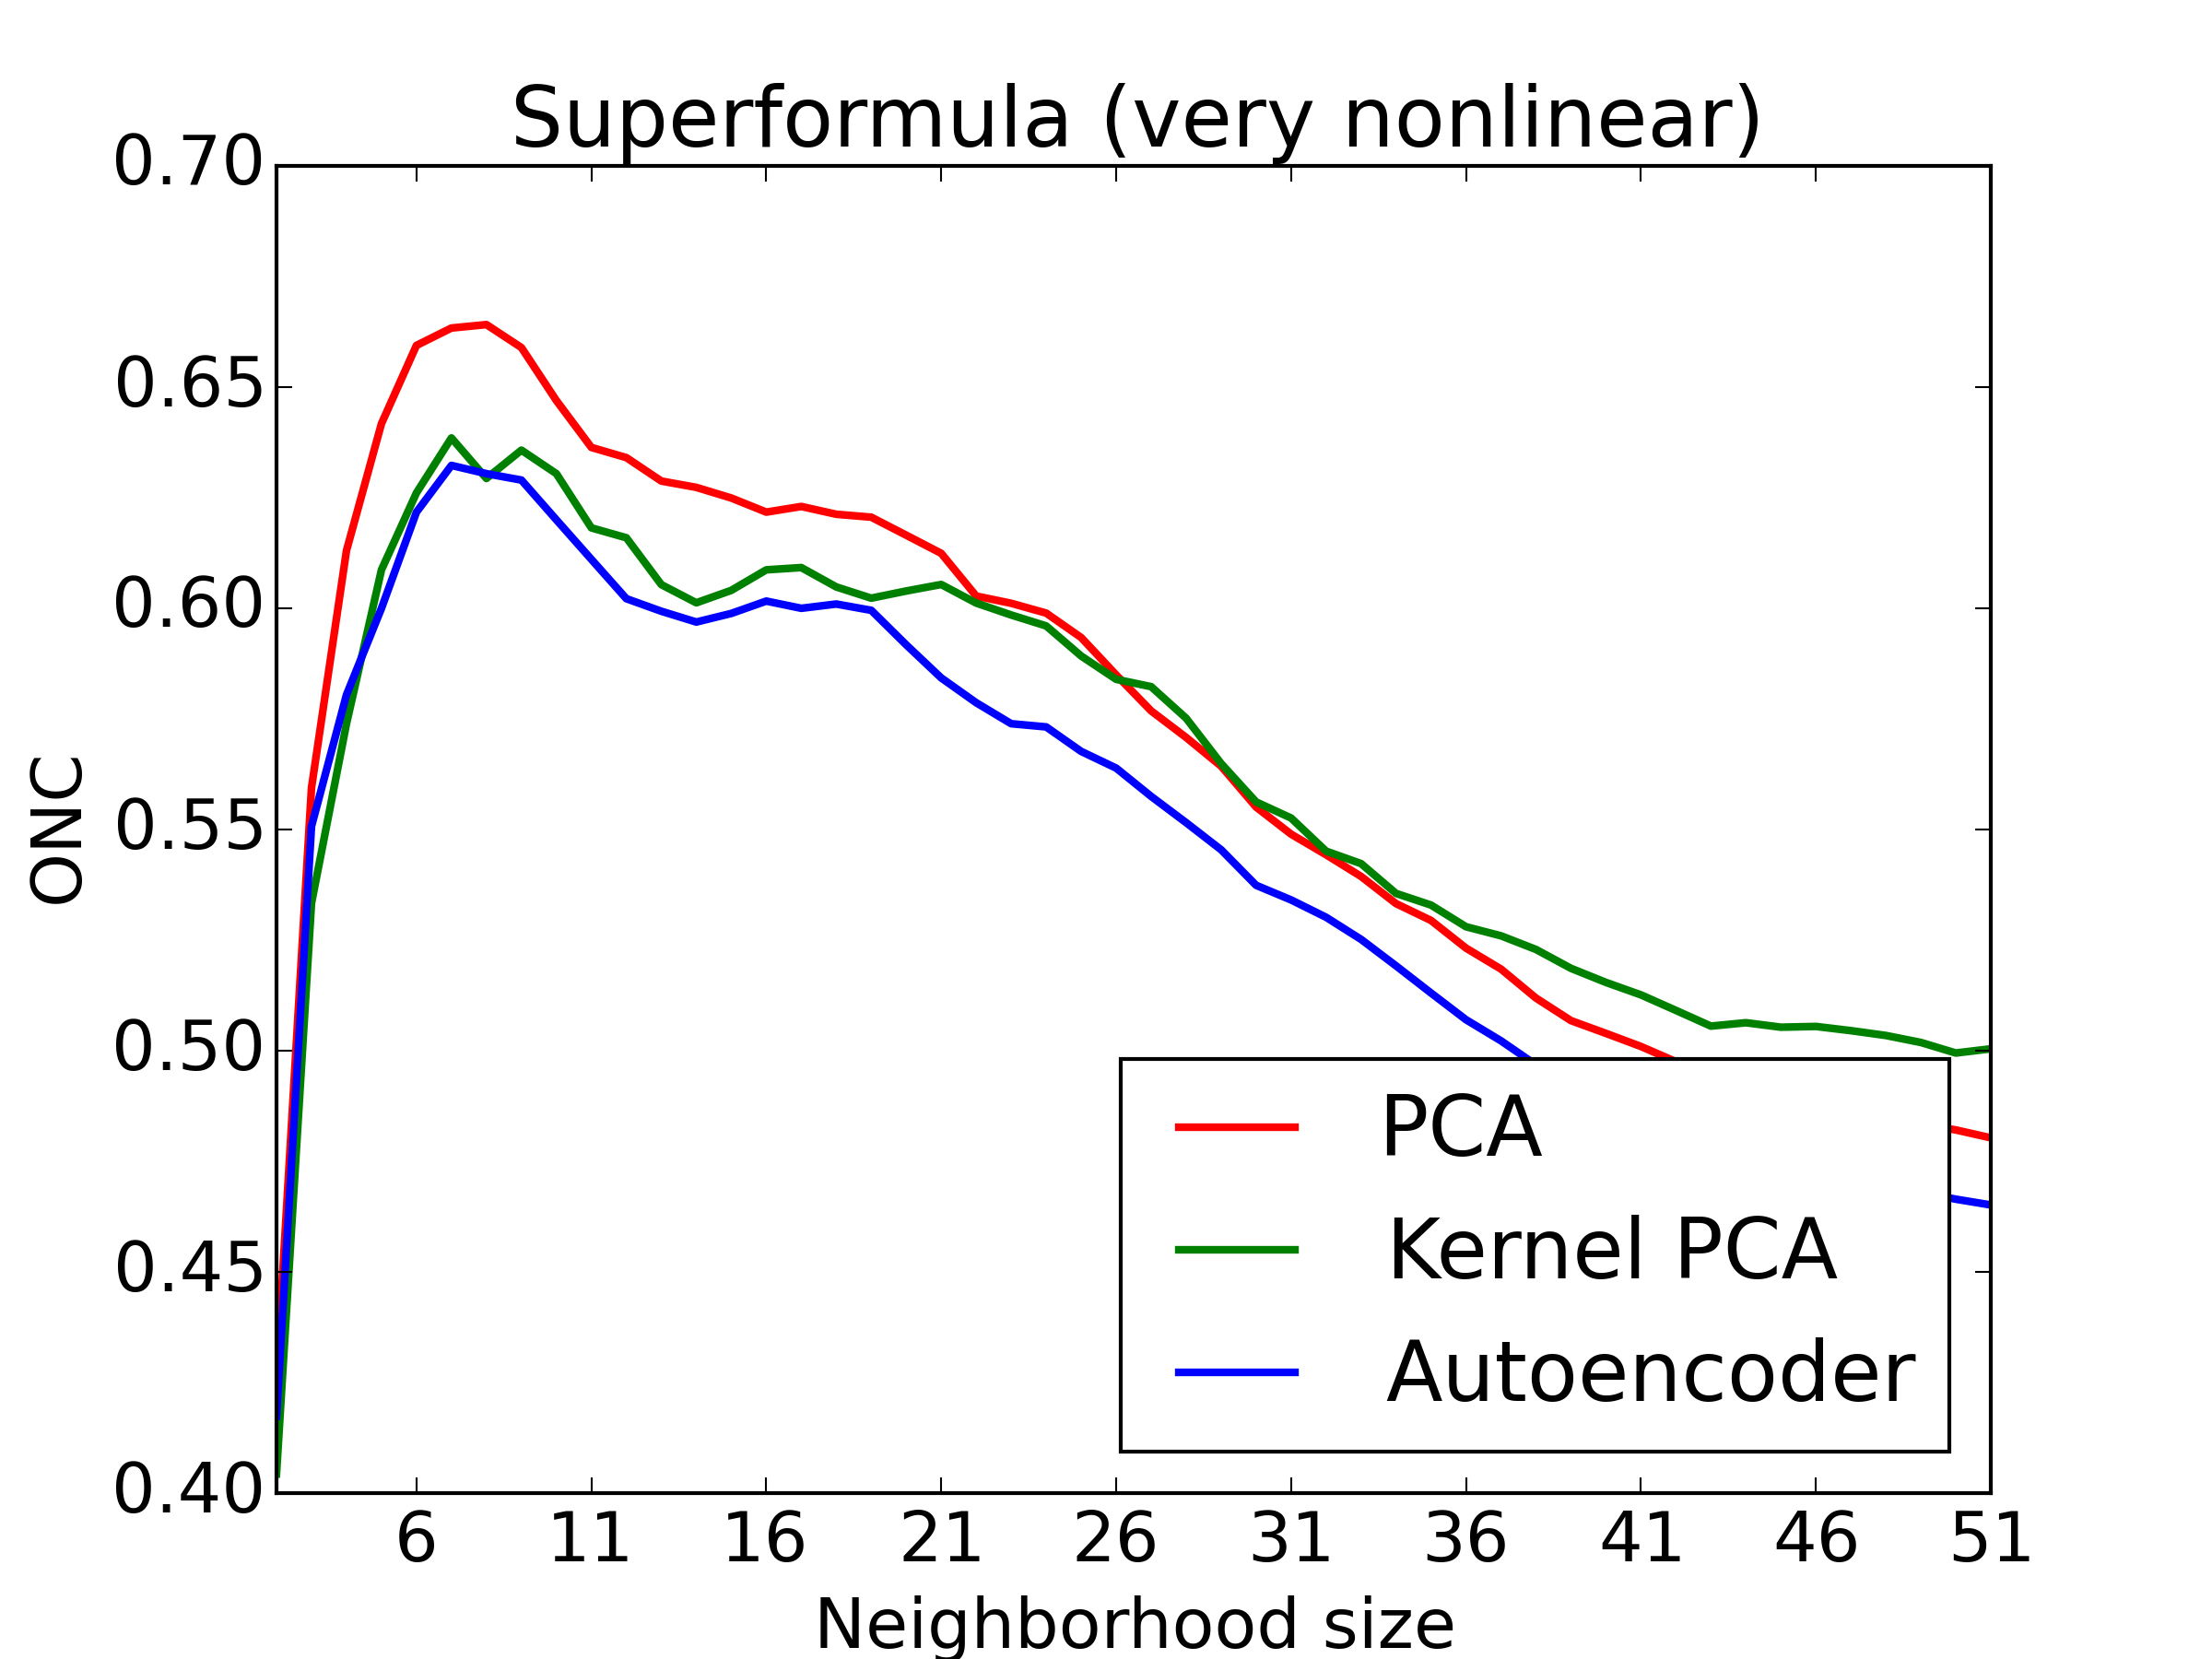 Superformula (very nonlinear)
0.70
0.65
0.60
0.55
0.50
0.45
0.40
ONIC
PCA
Kernel PCA
Autoencoder
6 11 16 21 26 31 36 41 46 51
Neighborhood size